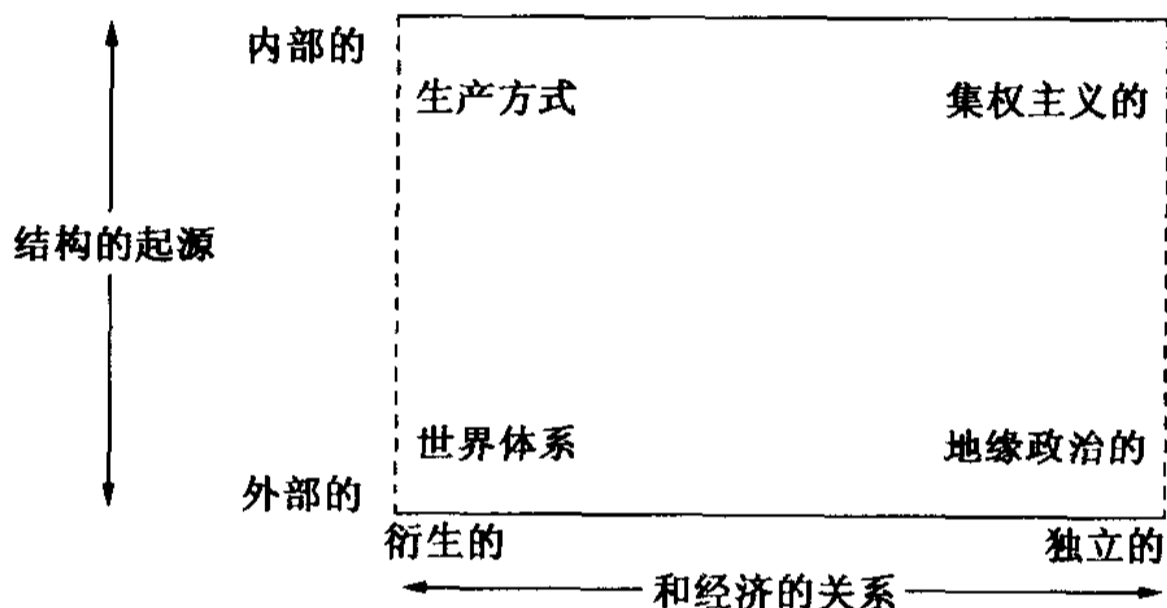 内部的
生产方式 集权主义的
结构的起源
世界体系 地缘政治的
外部的
衍生的 独立的
和经济的关系